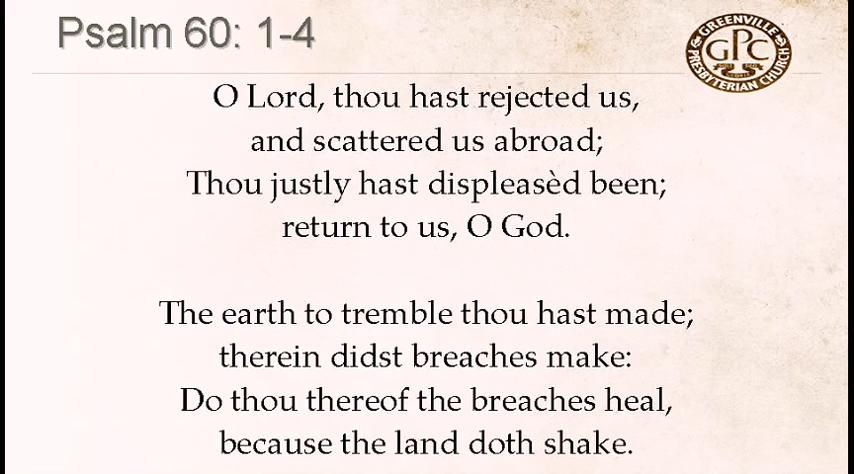 Psalm 60: 1-4
GREENVILLE
GPC
PRESBYTERIAN CHURCH
O Lord, thou hast rejected us,
and scattered us abroad;
Thou justly hast displeasèd been;
return to us, O God.
The earth to tremble thou hast made;
therein didst breaches make:
Do thou thereof the breaches heal,
because the land doth shake.